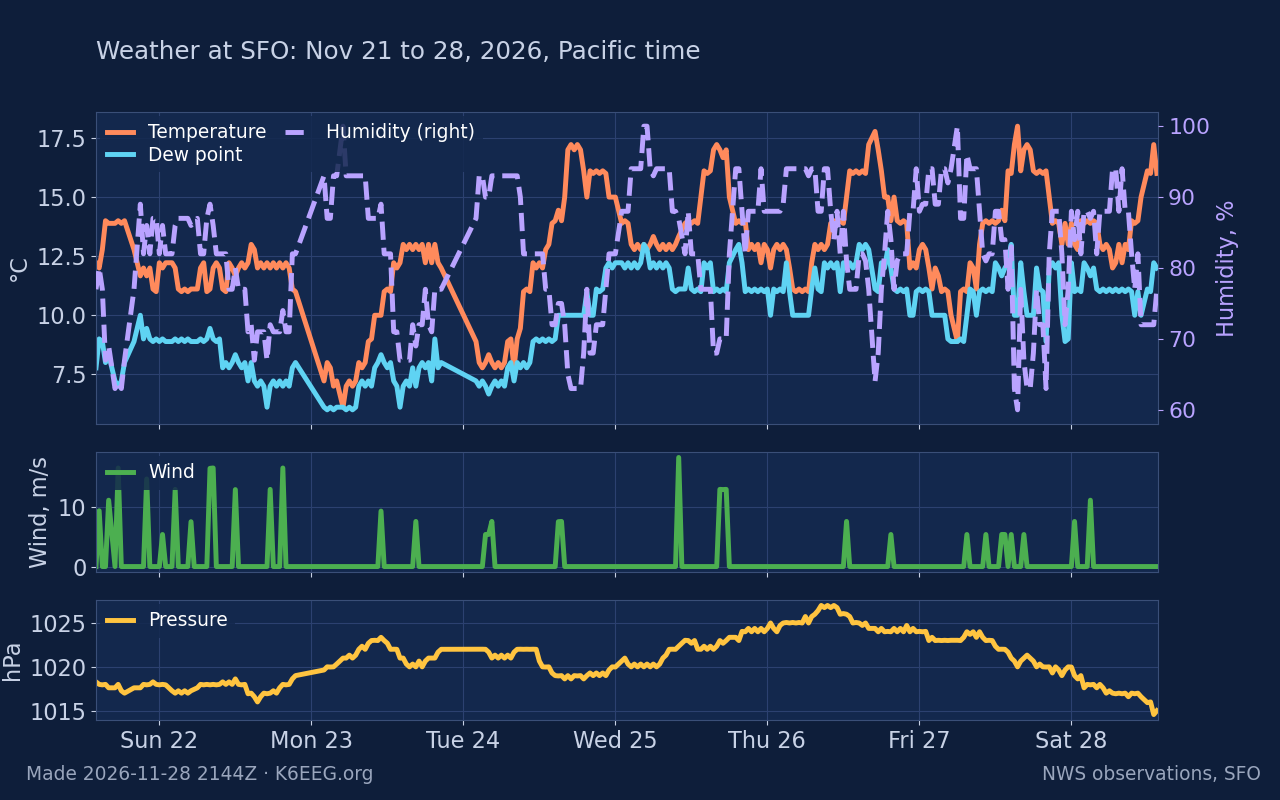 Weather at SFO: Nov 21 to 28, 2026, Pacific time
Temperature
Humidity (right)
Dew point
17.5
15.0
12.5
10.0
7.5
°C
100
90
80
70
60
Humidity, %
Wind
10
0
Wind, m/s
Pressure
1025
1020
1015
hPa
Sun 22
Mon 23
Tue 24
Wed 25
Thu 26
Fri 27
Sat 28
Made 2026-11-28 2144Z · K6EEG.org
NWS observations, SFO